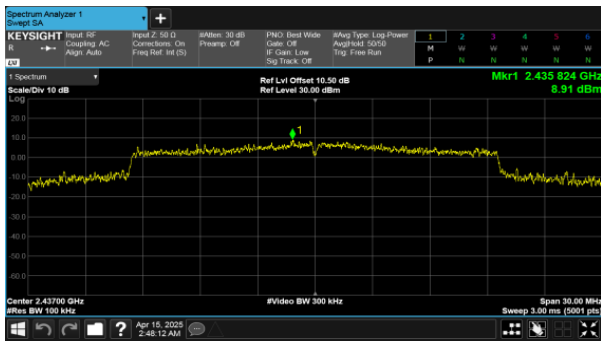 Spectrum Analyzer 1
Swept SA
+
KEYSIGHT Input: RF Input Z: 50 Ω #Atten: 30 dB PNO: Best Wide #Avg Type: Log-Power 1 2 3 4 5 6
R Coupling: AC Corrections: On Preamp: Off Gate: Off Avg|Hold: 50/50 M W W W W W
Align: Auto Freq Ref: Int (S) IF Gain: Low Trig: Free Run
LXI Sig Track: Off P N N N N N
1 Spectrum Ref Lvl Offset 10.50 dB Mkr1 2.435 824 GHz
Scale/Div 10 dB Ref Level 30.00 dBm 8.91 dBm
Log
20.0
10.0
1
0.00
-10.0
-20.0
-30.0
-40.0
-50.0
-60.0
Center 2.43700 GHz #Video BW 300 kHz Span 30.00 MHz
#Res BW 100 kHz Sweep 3.00 ms (5001 pts)
? Apr 15, 2025
2:48:12 AM